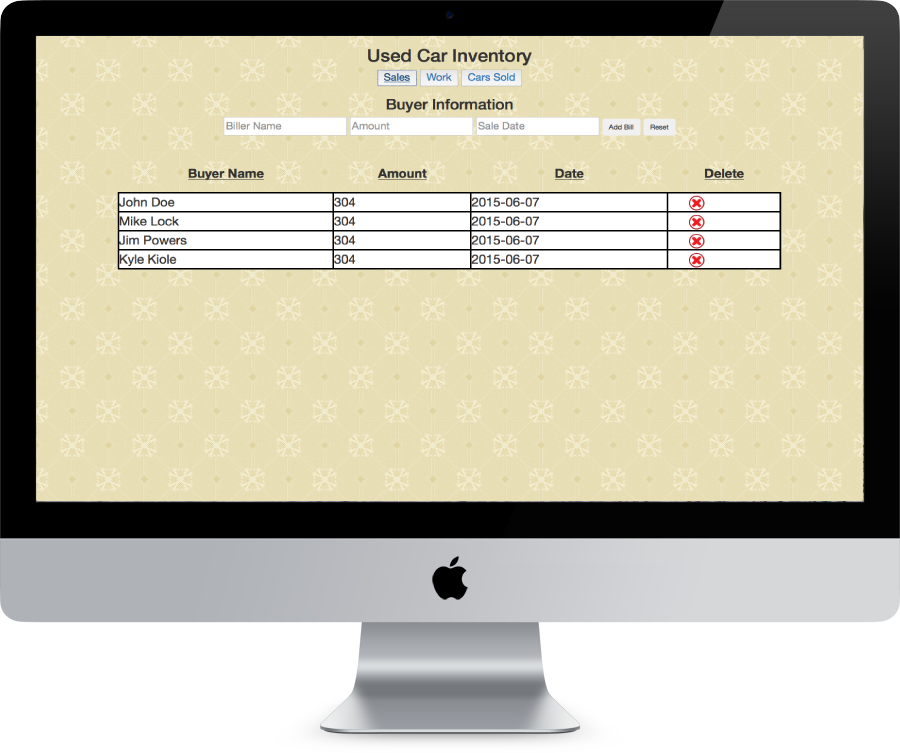 Used Car Inventory
Sales Work Cars Sold
Buyer Information
Biller Name Amount Sale Date Add Bill Reset
Buyer Name Amount Date Delete
John Doe 304 2015-06-07
Mike Lock 304 2015-06-07
Jim Powers 304 2015-06-07
Kyle Kiole 304 2015-06-07